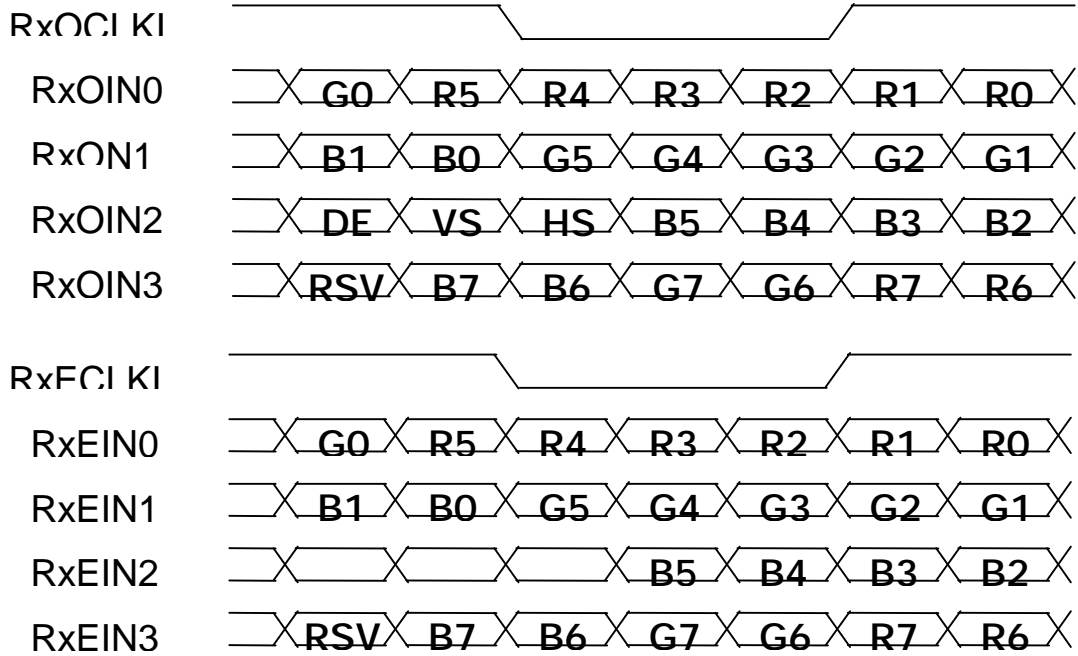 RxOCLKI
RxOIN0 G0 R5 R4 R3 R2 R1 R0
RxON1 B1 B0 G5 G4 G3 G2 G1
RxOIN2 DE VS HS B5 B4 B3 B2
RxOIN3 RSV B7 B6 G7 G6 R7 R6
RxECLKI
RxEIN0 G0 R5 R4 R3 R2 R1 R0
RxEIN1 B1 B0 G5 G4 G3 G2 G1
RxEIN2 B5 B4 B3 B2
RxEIN3 RSV B7 B6 G7 G6 R7 R6